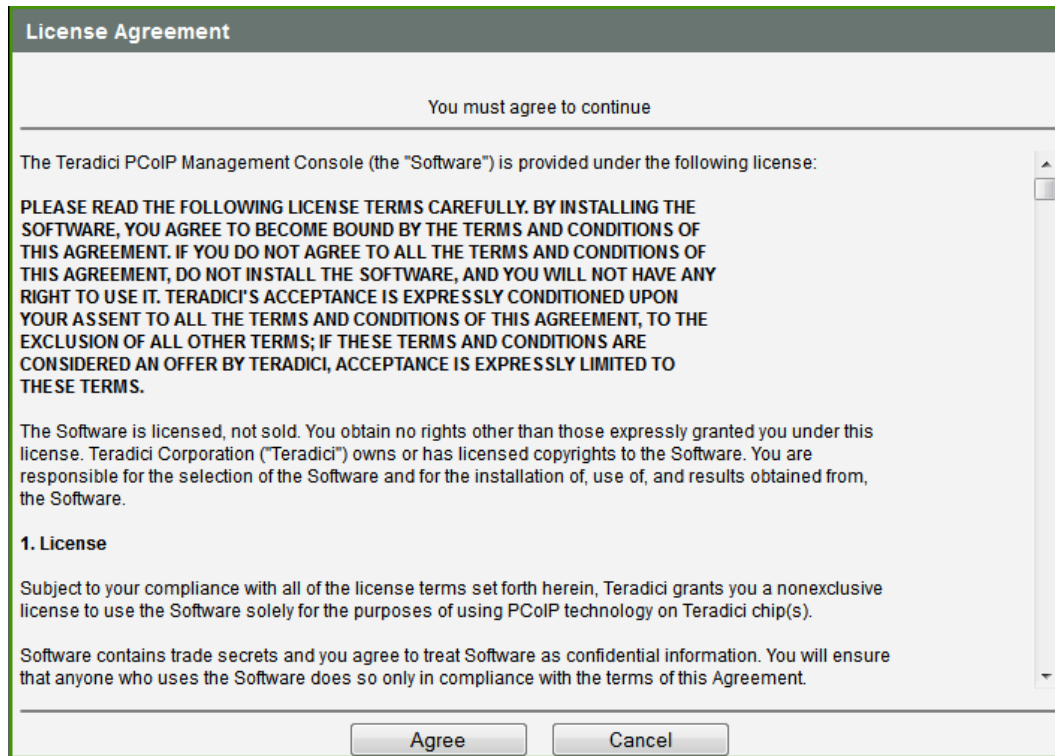 License Agreement
You must agree to continue
The Teradici PCoIP Management Console (the "Software") is provided under the following license:
PLEASE READ THE FOLLOWING LICENSE TERMS CAREFULLY. BY INSTALLING THE
SOFTWARE, YOU AGREE TO BECOME BOUND BY THE TERMS AND CONDITIONS OF
THIS AGREEMENT. IF YOU DO NOT AGREE TO ALL THE TERMS AND CONDITIONS OF
THIS AGREEMENT, DO NOT INSTALL THE SOFTWARE, AND YOU WILL NOT HAVE ANY
RIGHT TO USE IT. TERADICI'S ACCEPTANCE IS EXPRESSLY CONDITIONED UPON
YOUR ASSENT TO ALL THE TERMS AND CONDITIONS OF THIS AGREEMENT, TO THE
EXCLUSION OF ALL OTHER TERMS; IF THESE TERMS AND CONDITIONS ARE
CONSIDERED AN OFFER BY TERADICI, ACCEPTANCE IS EXPRESSLY LIMITED TO
THESE TERMS.
The Software is licensed, not sold. You obtain no rights other than those expressly granted you under this
license. Teradici Corporation ("Teradici") owns or has licensed copyrights to the Software. You are
responsible for the selection of the Software and for the installation of, use of, and results obtained from,
the Software.
1. License
Subject to your compliance with all of the license terms set forth herein, Teradici grants you a nonexclusive
license to use the Software solely for the purposes of using PCoIP technology on Teradici chip(s).
Software contains trade secrets and you agree to treat Software as confidential information. You will ensure
that anyone who uses the Software does so only in compliance with the terms of this Agreement.
Agree
Cancel